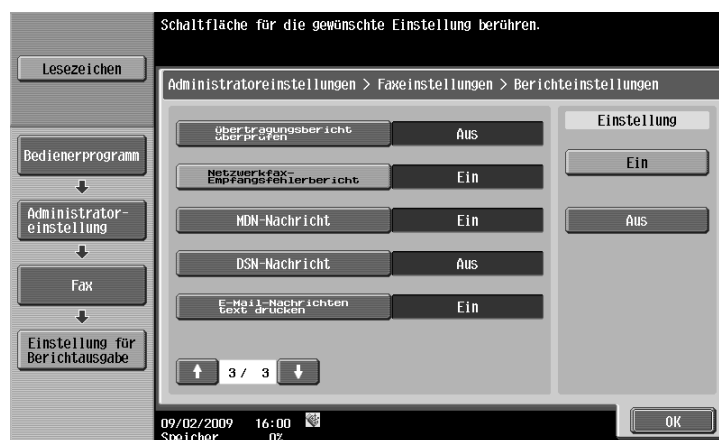 Schaltfläche für die gewünschte Einstellung berühren.
Lesezeichen
Administratoreinstellungen > Faxeinstellungen > Berichteinstellungen
Bedienerprogramm
Administrator-
einstellung
Fax
Einstellung für
Berichtausgabe
Übertragungsbericht
überprüfen
Aus
Netzwerkfax-
Empfangsfehlerbericht
Ein
MDN-Nachricht
Ein
DSN-Nachricht
Aus
E-Mail-Nachrichten
text drucken
Ein
3/ 3
Einstellung
Ein
Aus
09/02/2009 16:00
Speicher 0%
OK